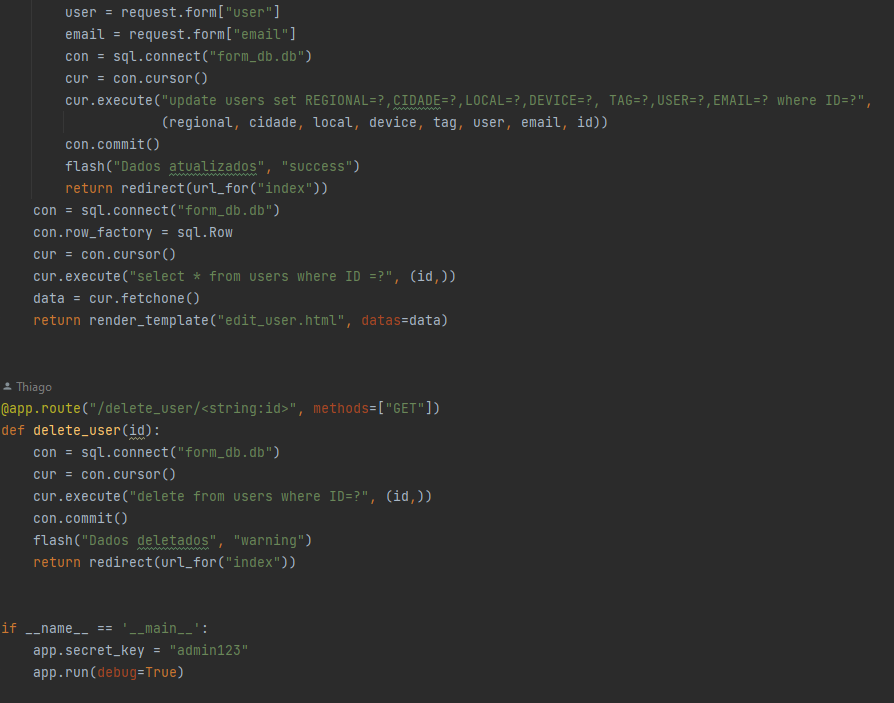 user = request.form["user"]
        email = request.form["email"]
        con = sql.connect("form_db.db")
        cur = con.cursor()
        cur.execute("update users set REGIONAL=?,CIDADE=?,LOCAL=?,DEVICE=?, TAG=?,USER=?,EMAIL=? where ID=?",
                    (regional, cidade, local, device, tag, user, email, id))
        con.commit()
        flash("Dados atualizados", "success")
        return redirect(url_for("index"))
    con = sql.connect("form_db.db")
    con.row_factory = sql.Row
    cur = con.cursor()
    cur.execute("select * from users where ID =?", (id,))
    data = cur.fetchone()
    return render_template("edit_user.html", datas=data)
Thiago
@app.route("/delete_user/<string:id>", methods=["GET"])
def delete_user(id):
    con = sql.connect("form_db.db")
    cur = con.cursor()
    cur.execute("delete from users where ID=?", (id,))
    con.commit()
    flash("Dados deletados", "warning")
    return redirect(url_for("index"))
if __name__ == '__main__':
    app.secret_key = "admin123"
    app.run(debug=True)